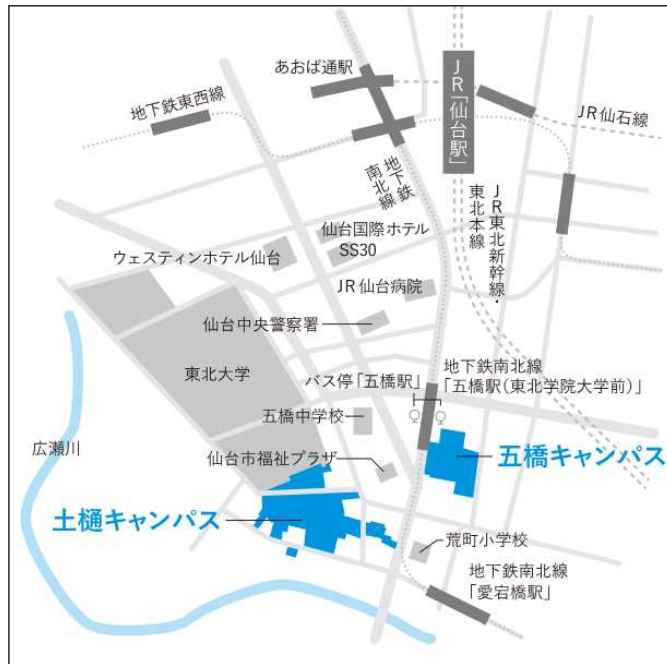 あおば通駅
JR「仙台駅」
地下鉄東西線
JR仙石線
地下鉄
南北線
JR東北新幹線・
東北本線
仙台国際ホテル
SS30
ウェスティンホテル仙台
JR仙台病院
仙台中央警察署
地下鉄南北線
「五橋駅(東北学院大学前)」
東北大学
バス停「五橋駅」
五橋中学校
広瀬川
五橋キャンパス
仙台市福祉プラザ
土樋キャンパス
荒町小学校
地下鉄南北線
「愛宕橋駅」